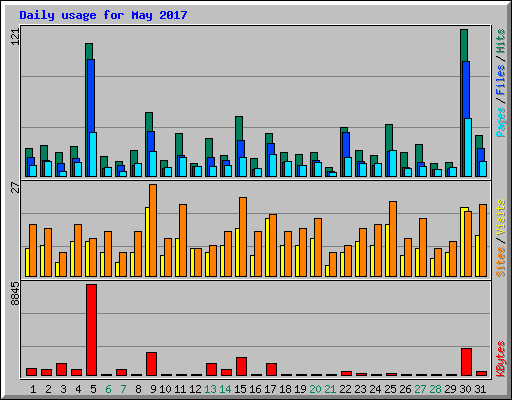 Daily usage for May 2017
121
Pages / Files / Hits
27
Sites / Visits
8845
KBytes
1 2 3 4 5 6 7 8 9 10 11 12 13 14 15 16 17 18 19 20 21 22 23 24 25 26 27 28 29 30 31